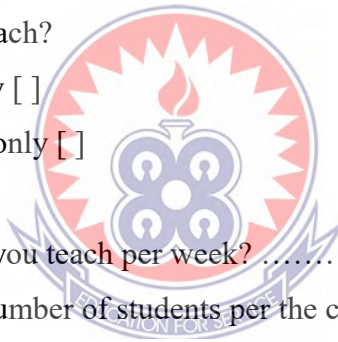 ach?
[ ]
only [ ]
you teach per week? .......
umber of students per the c
EDUCATION FOR SERVICE